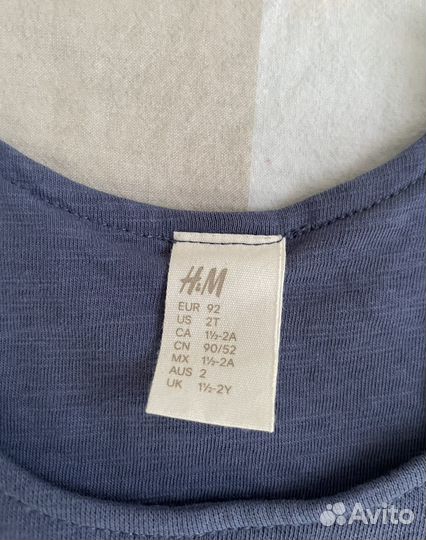 H&M
EUR 92
US 2T
CA 1½-2A
CN 90/52
MX 1½-2A
AUS 2
UK 1½-2Y
Avito